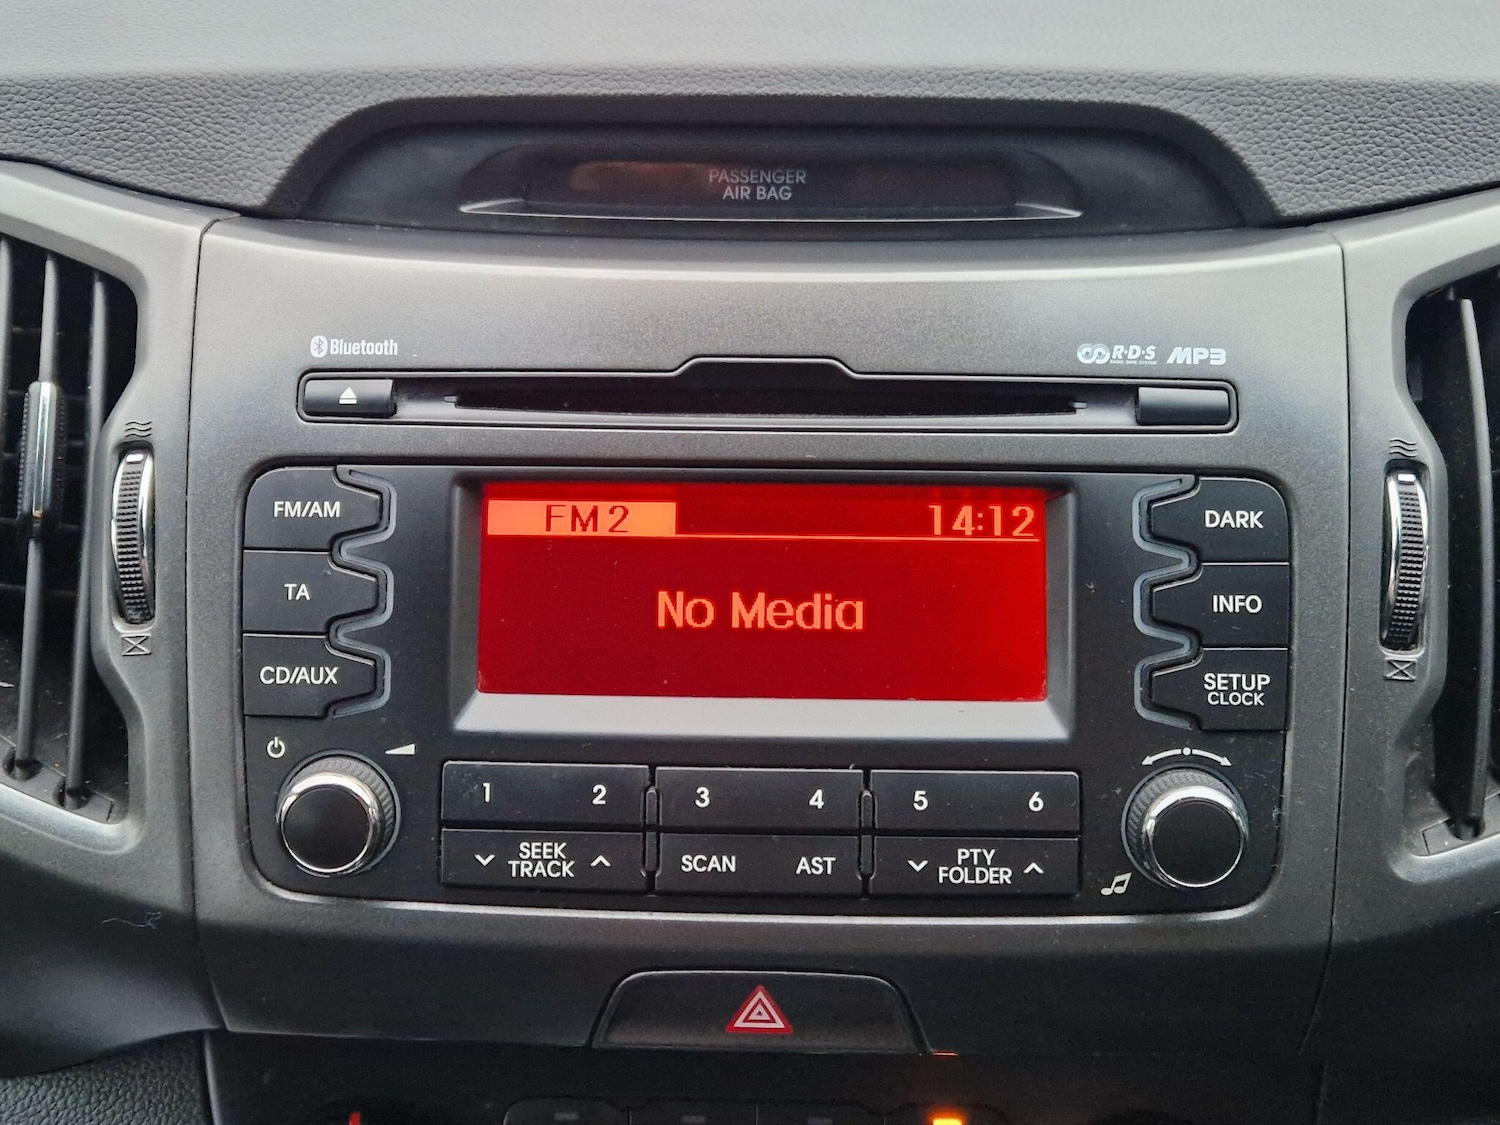 PASSENGER
AIR BAG
Bluetooth
R·D·S MP3
FM/AM
TA
CD/AUX
FM2 14:12
No Media
DARK
INFO
SETUP
CLOCK
1 2 3 4 5 6
SEEK
TRACK
SCAN AST
PTY
FOLDER